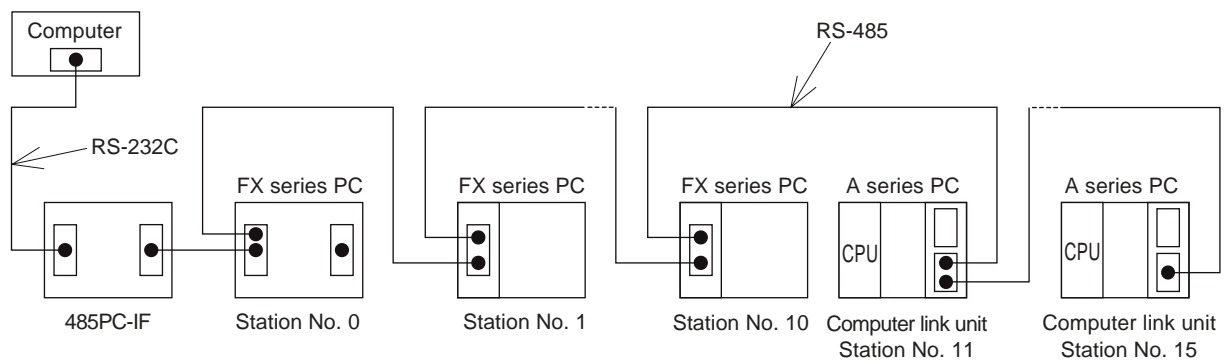 Computer
RS-485
RS-232C
FX series PC
FX series PC
FX series PC
A series PC
A series PC
CPU
CPU
485PC-IF
Station No. 0
Station No. 1
Station No. 10
Computer link unit
Station No. 11
Computer link unit
Station No. 15